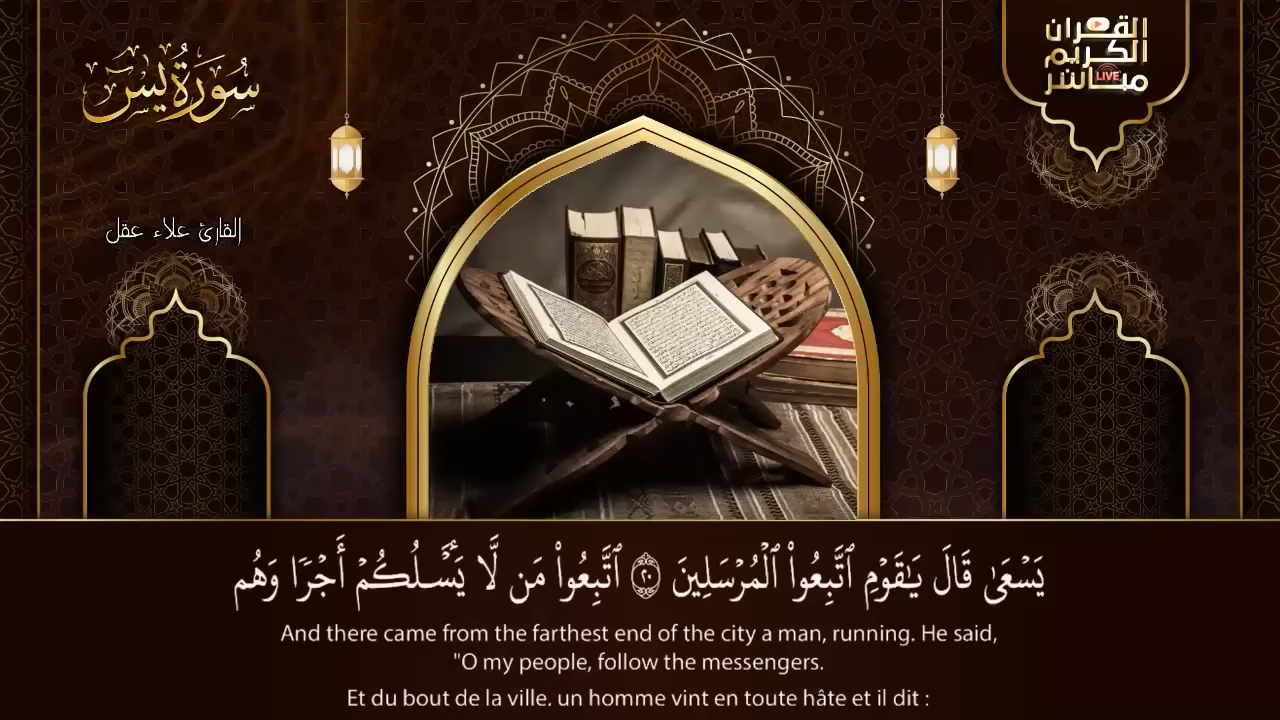 سُورَةُ يسٓ
القرآن
الكريم
مباشر
LIVE
القارئ علاء عقل
يَسْعَىٰ قَالَ يَـٰقَوْمِ ٱتَّبِعُوا۟ ٱلْمُرْسَلِينَ ٢٠ ٱتَّبِعُوا۟ مَن لَّا يَسْـَٔلُكُمْ أَجْرًا وَهُم
And there came from the farthest end of the city a man, running. He said,
"O my people, follow the messengers.
Et du bout de la ville, un homme vint en toute hâte et il dit :